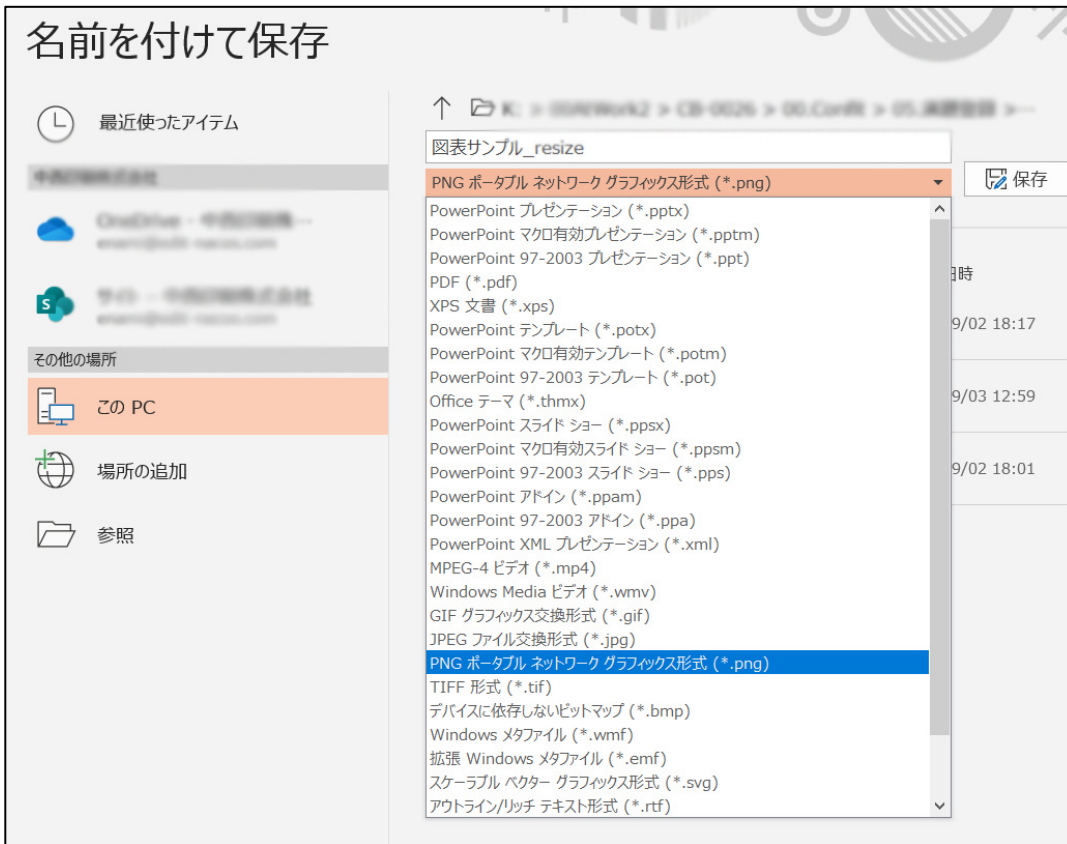 名前を付けて保存
最近使ったアイテム
その他の場所
この PC
場所の追加
参照
図表サンプル_resize
PNG ポータブル ネットワーク グラフィックス形式 (*.png)
保存
PowerPoint プレゼンテーション (*.pptx)
PowerPoint マクロ有効プレゼンテーション (*.pptm)
PowerPoint 97-2003 プレゼンテーション (*.ppt)
PDF (*.pdf)
XPS 文書 (*.xps)
PowerPoint テンプレート (*.potx)
PowerPoint マクロ有効テンプレート (*.potm)
PowerPoint 97-2003 テンプレート (*.pot)
Office テーマ (*.thmx)
PowerPoint スライド ショー (*.ppsx)
PowerPoint マクロ有効スライド ショー (*.ppsm)
PowerPoint 97-2003 スライド ショー (*.pps)
PowerPoint アドイン (*.ppam)
PowerPoint 97-2003 アドイン (*.ppa)
PowerPoint XML プレゼンテーション (*.xml)
MPEG-4 ビデオ (*.mp4)
Windows Media ビデオ (*.wmv)
GIF グラフィックス交換形式 (*.gif)
JPEG ファイル交換形式 (*.jpg)
PNG ポータブル ネットワーク グラフィックス形式 (*.png)
TIFF 形式 (*.tif)
デバイスに依存しないビットマップ (*.bmp)
Windows メタファイル (*.wmf)
拡張 Windows メタファイル (*.emf)
スケーラブル ベクター グラフィックス形式 (*.svg)
アウトライン/リッチ テキスト形式 (*.rtf)
日時
9/02 18:17
9/03 12:59
9/02 18:01